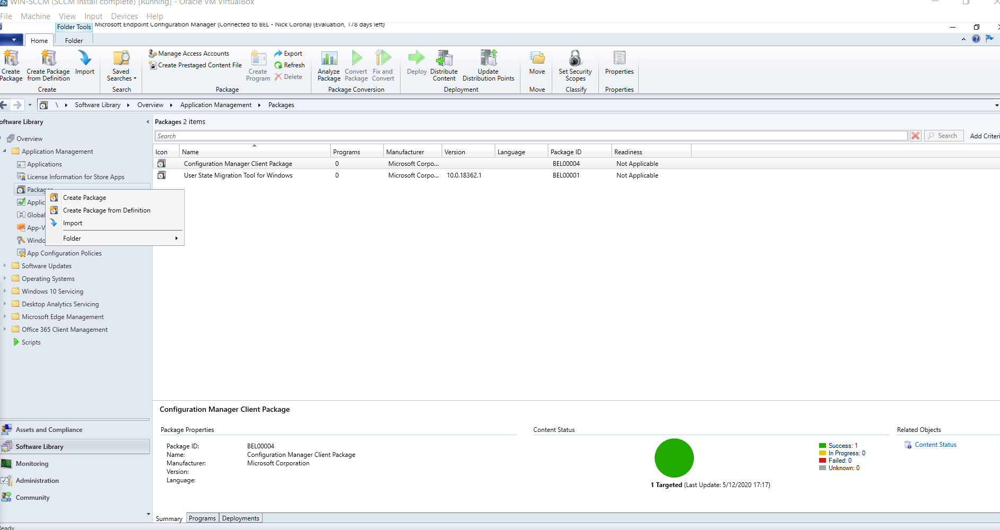 WIN-SCCM (SCCM Install complete) [Running] - Oracle VM VirtualBox
File Machine View Input Devices Help
Folder Tools Microsoft Endpoint Configuration Manager (Connected to BEL - Nick Corona) (Evaluation, 178 days left)
Home Folder
Create Package
Create Package from Definition
Import
Create
Saved Searches
Search
Manage Access Accounts
Create Prestaged Content File
Create Program
Export
Refresh
Delete
Package
Analyze Package
Convert Package
Fix and Convert
Package Conversion
Deploy
Distribute Content
Update Distribution Points
Deployment
Move
Move
Set Security Scopes
Classify
Properties
Properties
\ Software Library Overview Application Management Packages
oftware Library
Overview
Application Management
Applications
License Information for Store Apps
Packages
Applic
Global
App-V
Windo
App Configuration Policies
Software Updates
Operating Systems
Windows 10 Servicing
Desktop Analytics Servicing
Microsoft Edge Management
Office 365 Client Management
Scripts
Create Package
Create Package from Definition
Import
Folder
Assets and Compliance
Software Library
Monitoring
Administration
Community
Packages 2 items
Search Search Add Criteri
Icon Name Programs Manufacturer Version Language Package ID Readiness
Configuration Manager Client Package 0 Microsoft Corpo... BEL00004 Not Applicable
User State Migration Tool for Windows 0 Microsoft Corpo... 10.0.18362.1 BEL00001 Not Applicable
Configuration Manager Client Package
Package Properties
Package ID: BEL00004
Name: Configuration Manager Client Package
Manufacturer: Microsoft Corporation
Version:
Language:
Content Status
Success: 1
In Progress: 0
Failed: 0
Unknown: 0
1 Targeted (Last Update: 5/12/2020 17:17)
Related Objects
Content Status
Summary Programs Deployments
Ready